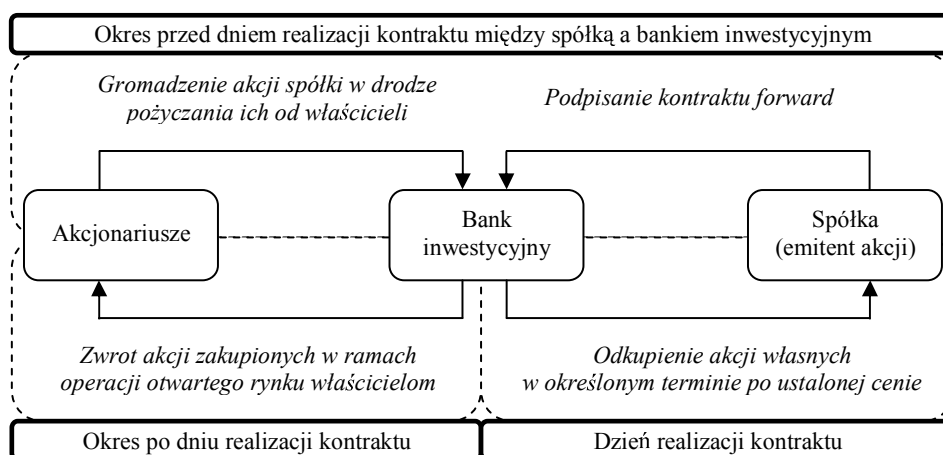 Okres przed dniem realizacji kontraktu między spółką a bankiem inwestycyjnym
Gromadzenie akcji spółki w drodze
pożyczania ich od właścicieli
Podpisanie kontraktu forward
Akcjonariusze
Bank
inwestycyjny
Spółka
(emitent akcji)
Zwrot akcji zakupionych w ramach
operacji otwartego rynku właścicielom
Odkupienie akcji własnych
w określonym terminie po ustalonej cenie
Okres po dniu realizacji kontraktu
Dzień realizacji kontraktu